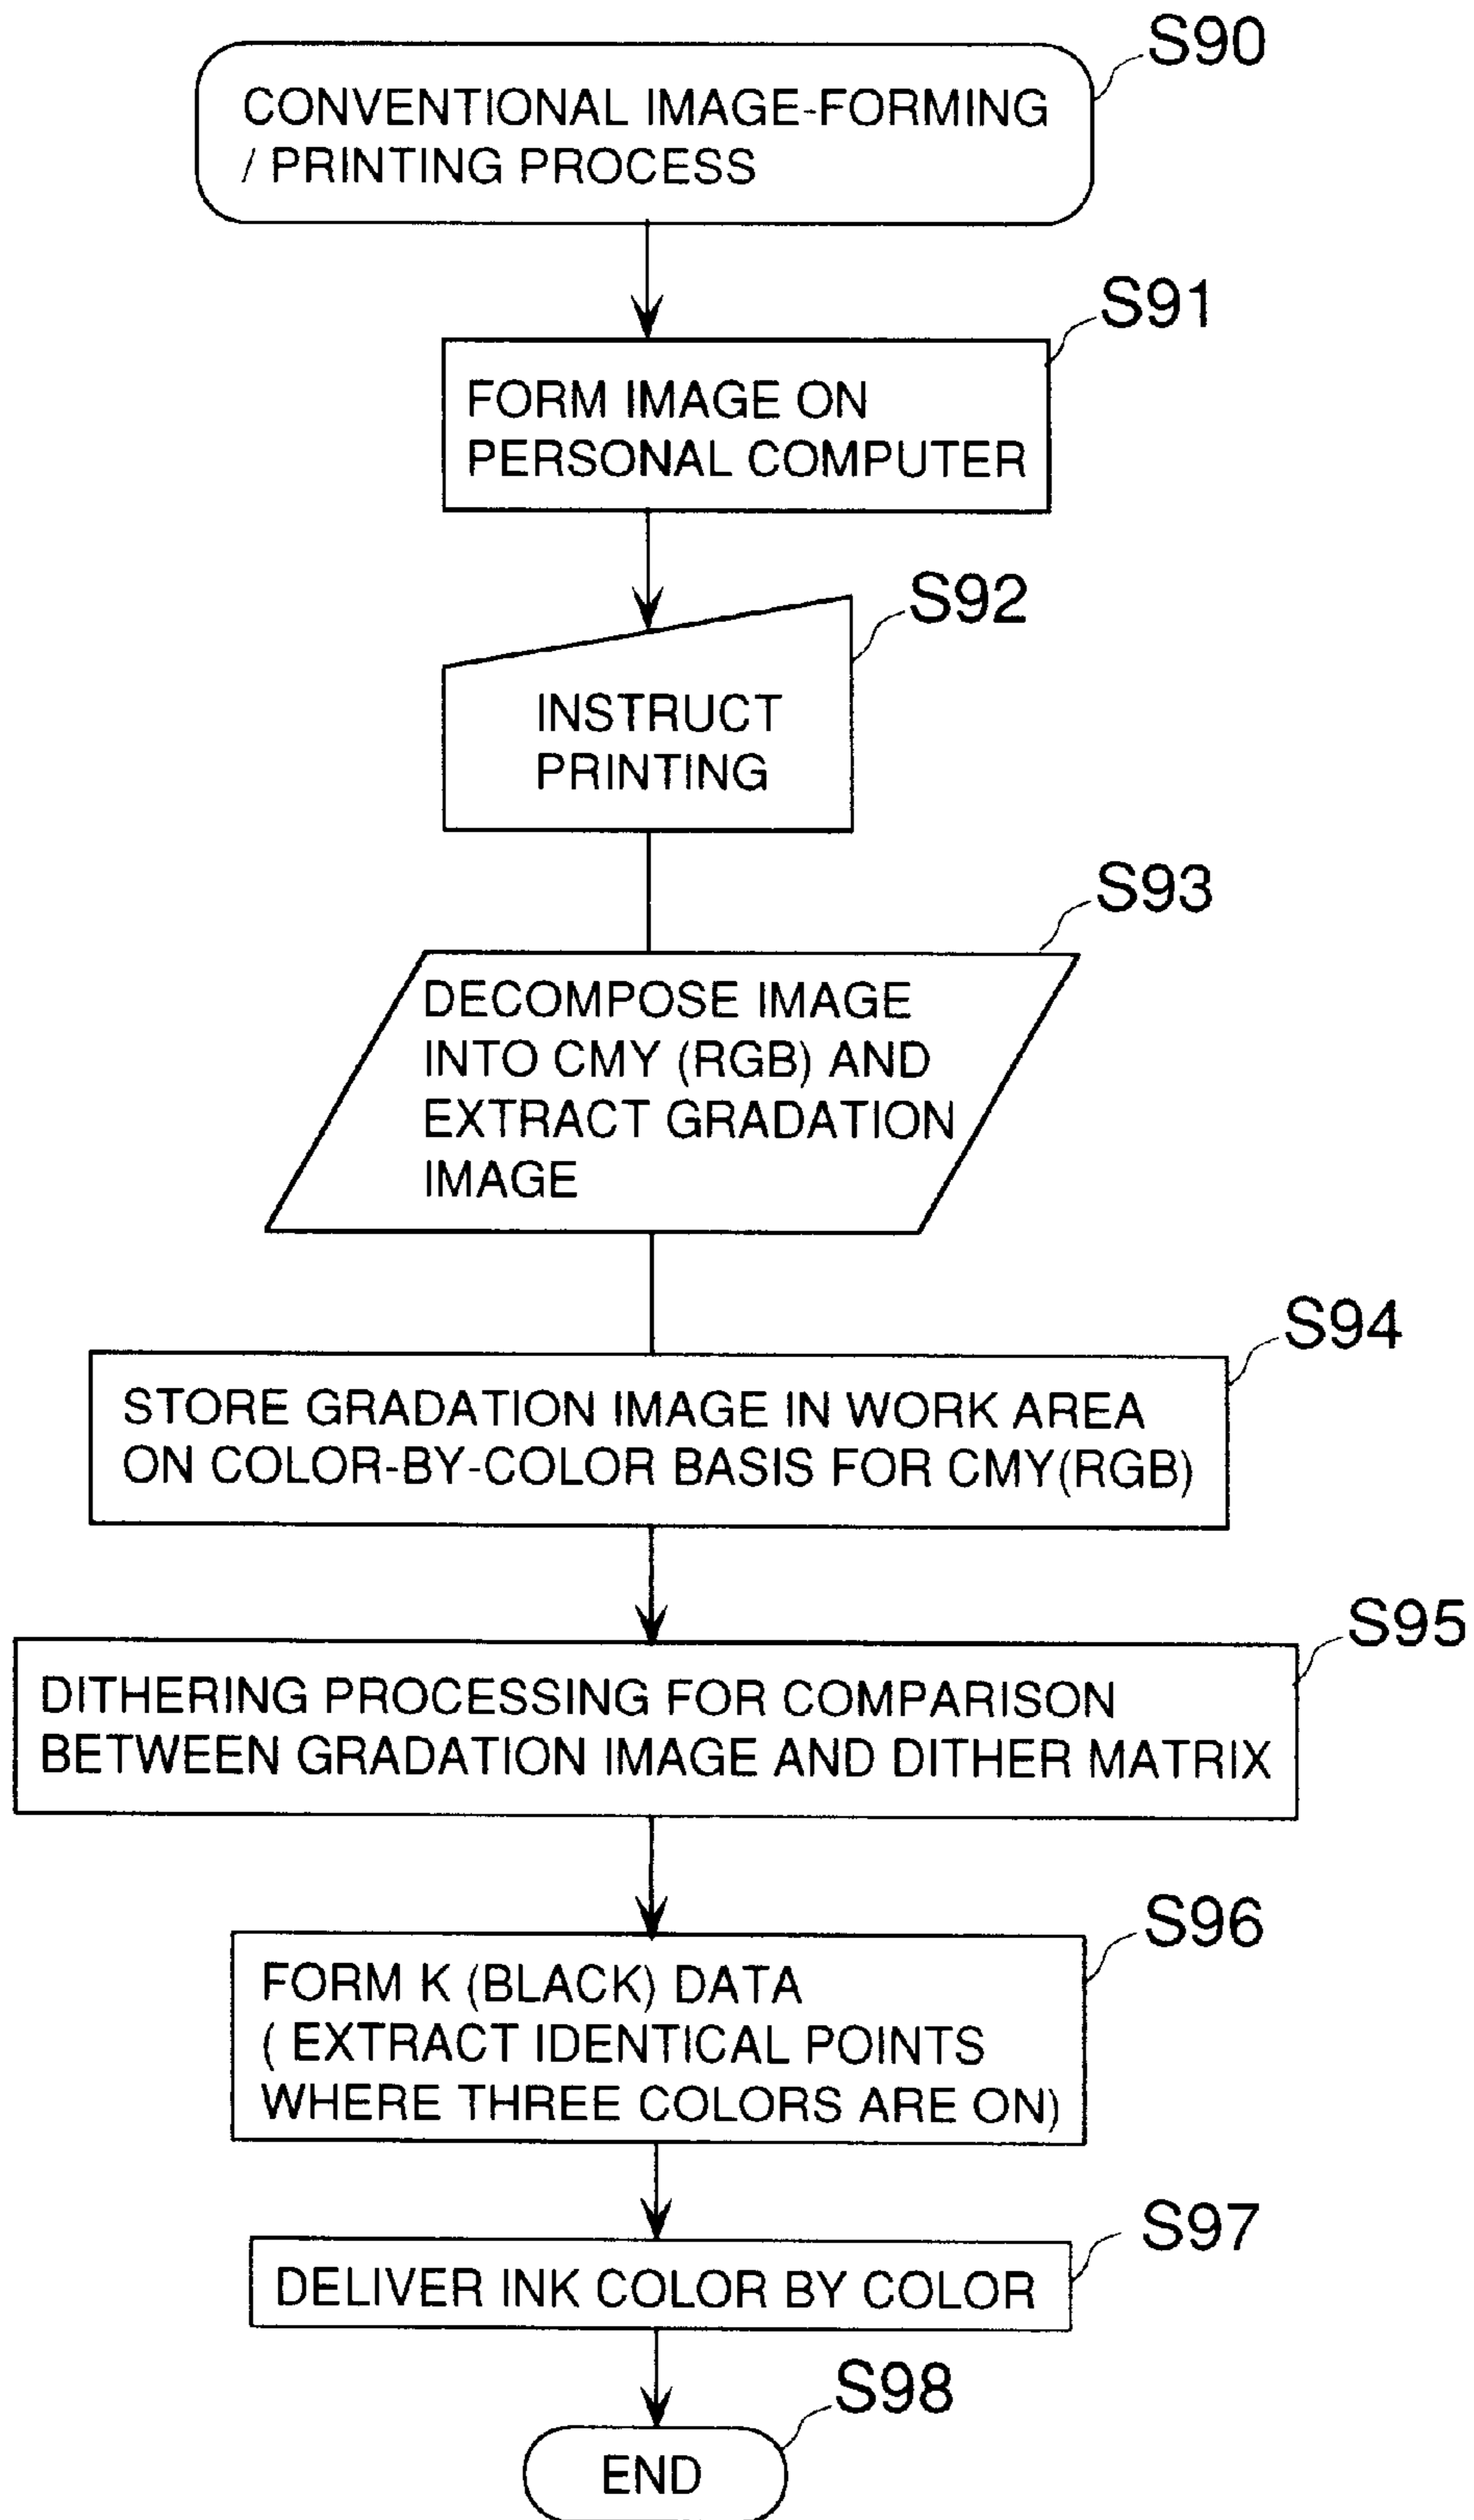 S90
CONVENTIONAL IMAGE-FORMING
/ PRINTING PROCESS
S91
FORM IMAGE ON
PERSONAL COMPUTER
S92
INSTRUCT
PRINTING
S93
DECOMPOSE IMAGE
INTO CMY (RGB) AND
EXTRACT GRADATION
IMAGE
S94
STORE GRADATION IMAGE IN WORK AREA
ON COLOR-BY-COLOR BASIS FOR CMY(RGB)
S95
DITHERING PROCESSING FOR COMPARISON
BETWEEN GRADATION IMAGE AND DITHER MATRIX
S96
FORM K (BLACK) DATA
( EXTRACT IDENTICAL POINTS
WHERE THREE COLORS ARE ON)
S97
DELIVER INK COLOR BY COLOR
S98
END